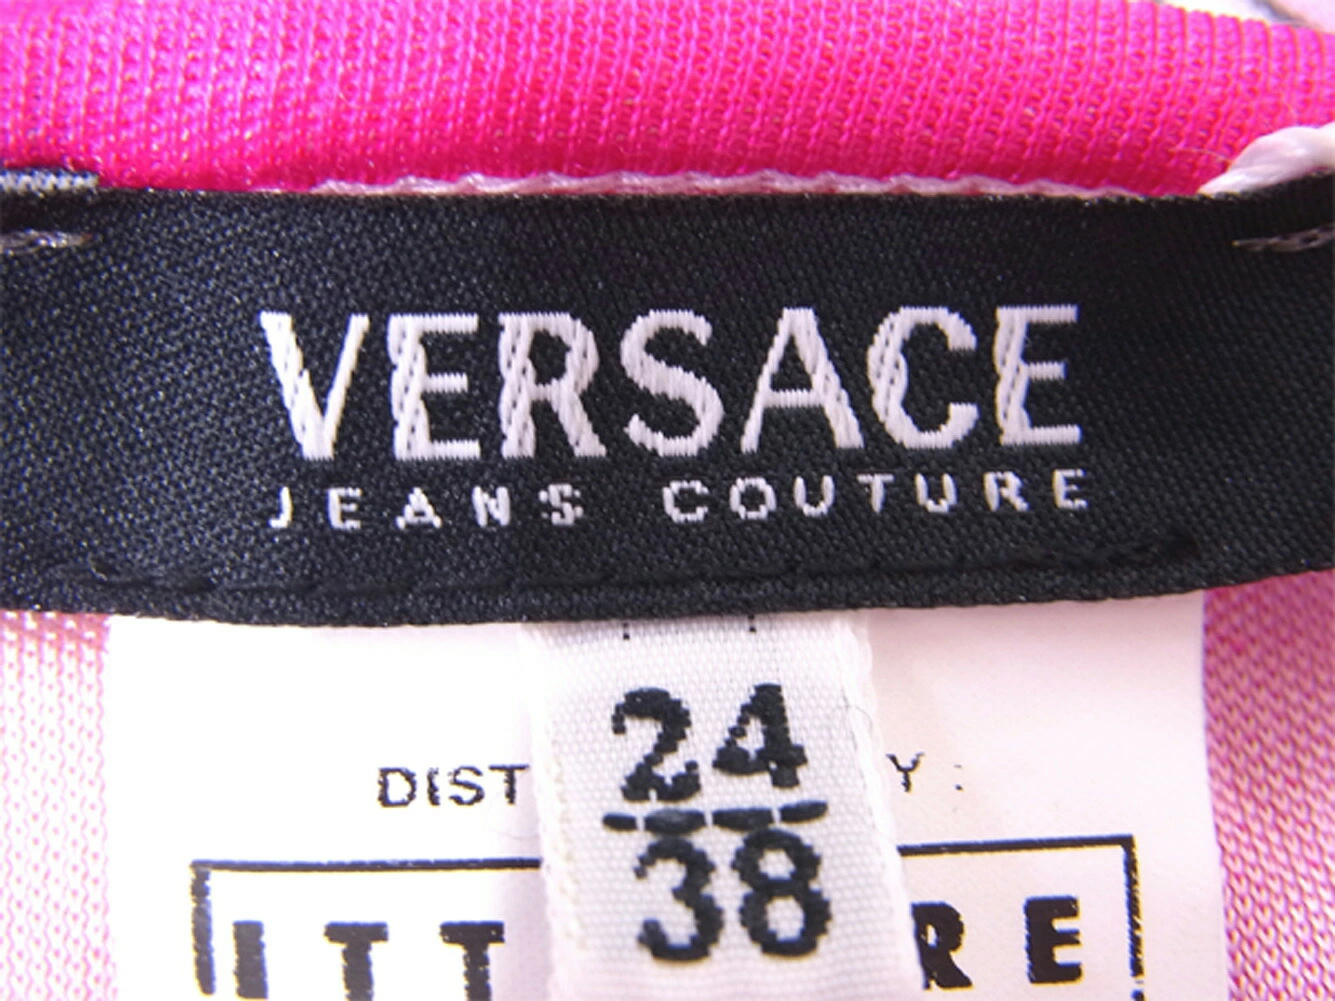 VERSACE
JEANS COUTURE
24
DIST Y:
38
ITT RE